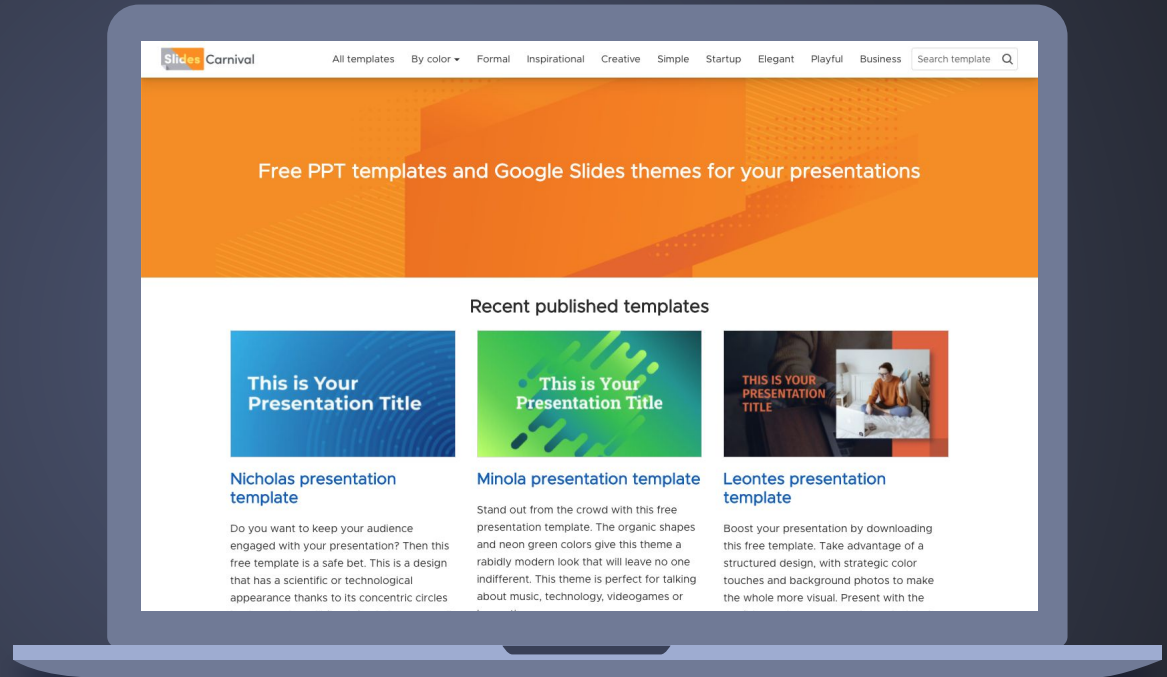 Slides Carnival
All templates By color Formal Inspirational Creative Simple Startup Elegant Playful Business Search template
Free PPT templates and Google Slides themes for your presentations
Recent published templates
This is Your
Presentation Title
This is Your
Presentation Title
THIS IS YOUR
PRESENTATION
TITLE
Nicholas presentation
template
Do you want to keep your audience
engaged with your presentation? Then this
free template is a safe bet. This is a design
that has a scientific or technological
appearance thanks to its concentric circles
Minola presentation template
Stand out from the crowd with this free
presentation template. The organic shapes
and neon green colors give this theme a
rabidly modern look that will leave no one
indifferent. This theme is perfect for talking
about music, technology, videogames or
Leontes presentation
template
Boost your presentation by downloading
this free template. Take advantage of a
structured design, with strategic color
touches and background photos to make
the whole more visual. Present with the